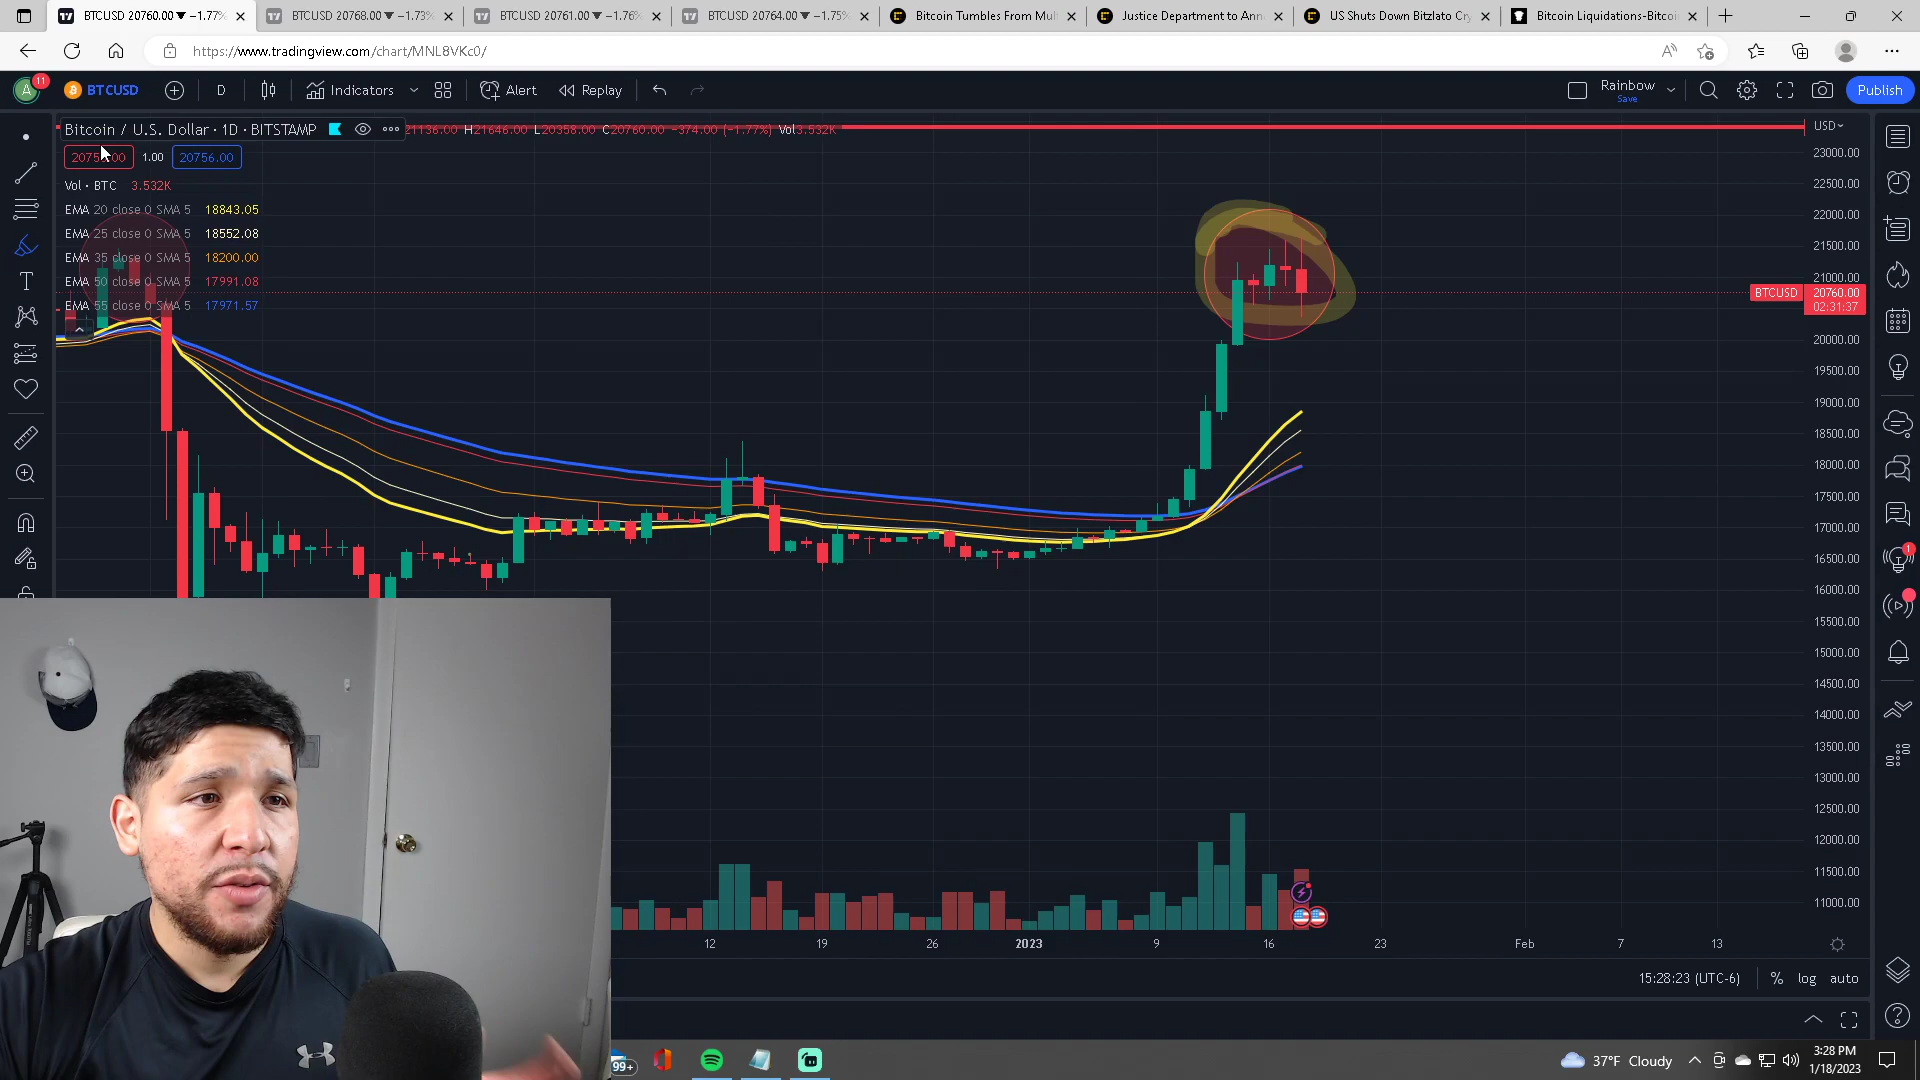 BTCUSD 20760.00 ▼ −1.77%
BTCUSD 20768.00 ▼ −1.73%
BTCUSD 20761.00 ▼ −1.76%
BTCUSD 20764.00 ▼ −1.75%
Bitcoin Tumbles From Mul
Justice Department to Ann
US Shuts Down Bitzlato Cry
Bitcoin Liquidations-Bitcoi
https://www.tradingview.com/chart/MNL8VKc0/
A 11
BTCUSD D Indicators Alert Replay
Rainbow
Save
Publish
Bitcoin / U.S. Dollar · 1D · BITSTAMP
21136.00 H21646.00 L20358.00 C20760.00 −374.00 (−1.77%) Vol3.532K
1.00 20756.00
Vol · BTC 3.532K
EMA 20 close 0 SMA 5 18843.05
EMA 25 close 0 SMA 5 18552.08
EMA 35 close 0 SMA 5 18200.00
EMA 50 close 0 SMA 5 17991.08
EMA 55 close 0 SMA 5 17971.57
USD
23000.00
22500.00
22000.00
21500.00
21000.00
BTCUSD 20760.00
02:31:37
20000.00
19500.00
19000.00
18500.00
18000.00
17500.00
17000.00
16500.00
16000.00
15500.00
15000.00
14500.00
14000.00
13500.00
13000.00
12500.00
12000.00
11500.00
11000.00
1
12 19 26 2023 9 16 23 Feb 7 13
15:28:23 (UTC-6) % log auto
99+
37°F Cloudy
3:28 PM
1/18/2023